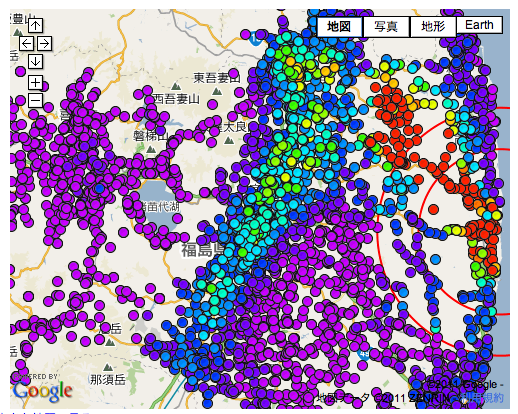 豊山
地図 写真 地形 Earth
岳
東吾妻山
西吾妻山
磐梯山
太良
苗代湖
福島県
岳
那須岳
POWERED BY
Google
©2011 Google -
地図データ ©2011 ZENRIN 利用規約